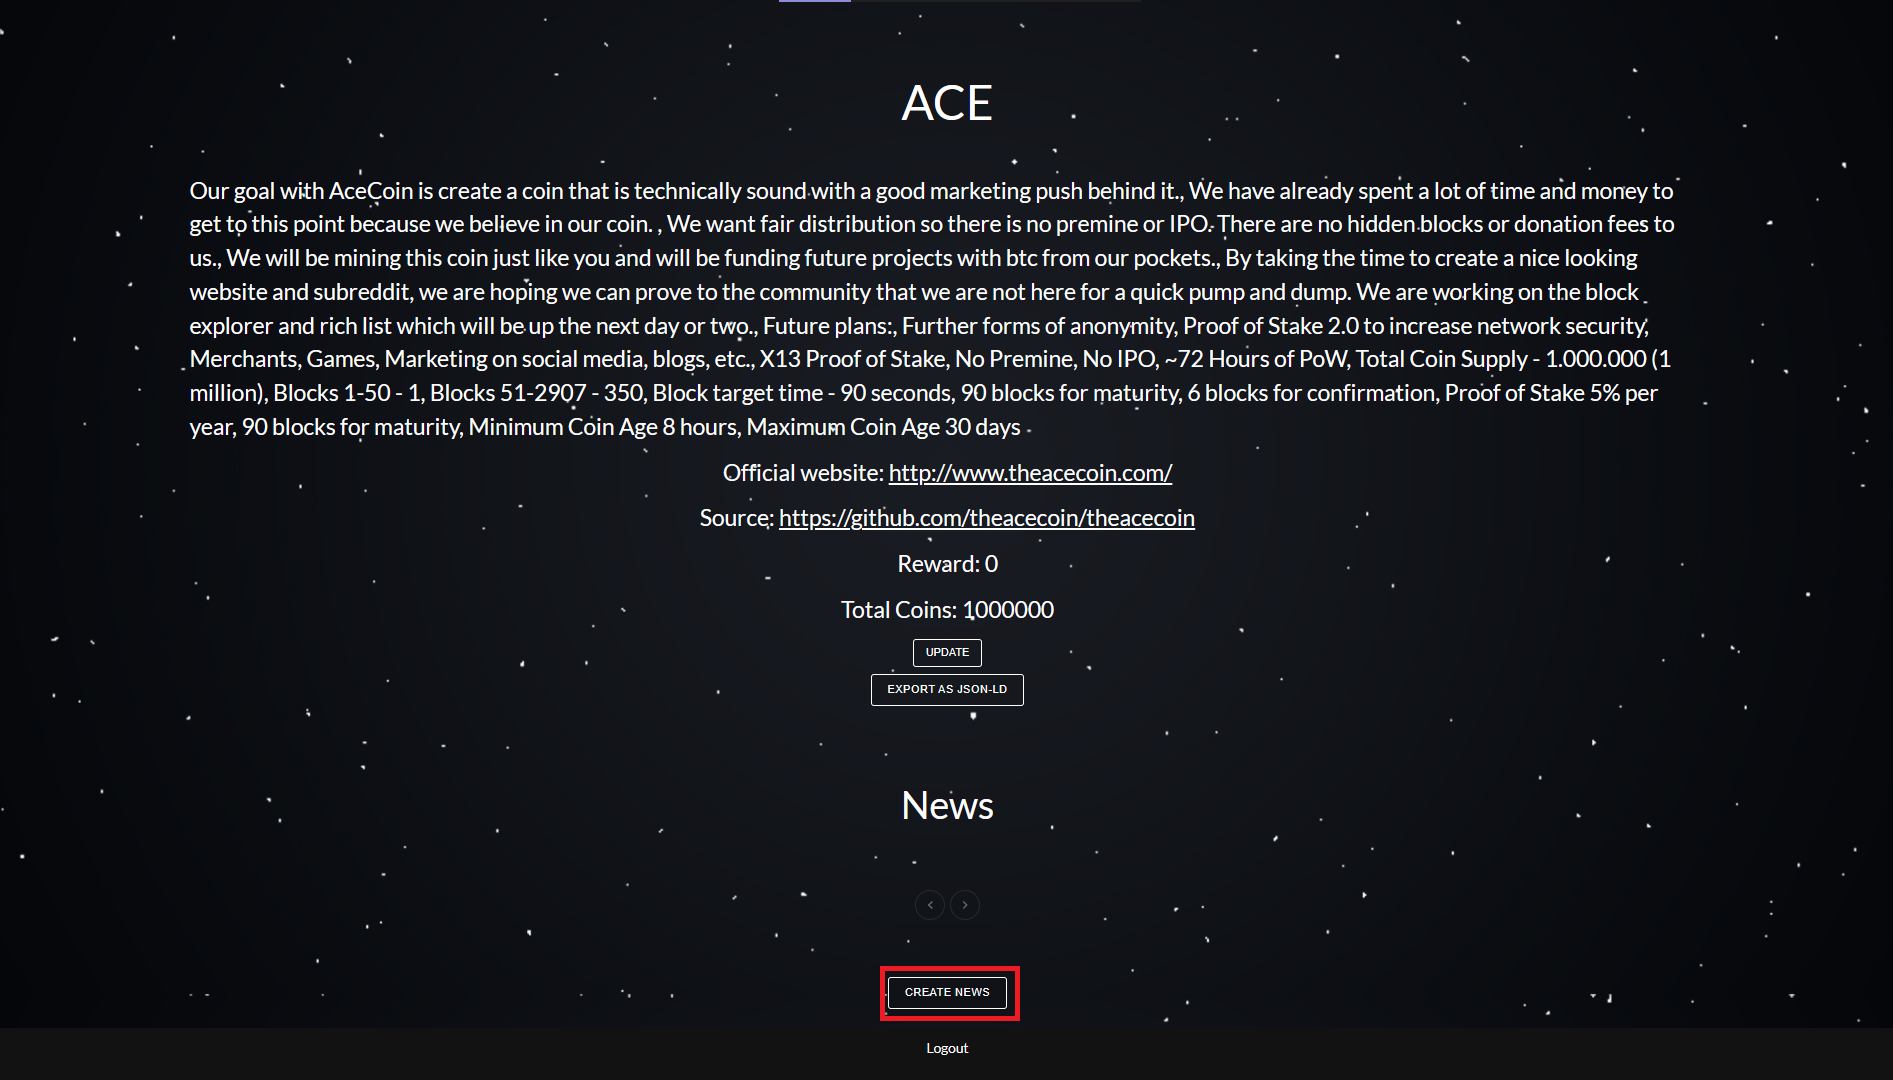 ACE
Our goal with AceCoin is create a coin that is technically sound with a good marketing push behind it., We have already spent a lot of time and money to
get to this point because we believe in our coin. , We want fair distribution so there is no premine or IPO. There are no hidden blocks or donation fees to
us., We will be mining this coin just like you and will be funding future projects with btc from our pockets., By taking the time to create a nice looking
website and subreddit, we are hoping we can prove to the community that we are not here for a quick pump and dump. We are working on the block
explorer and rich list which will be up the next day or two., Future plans:, Further forms of anonymity, Proof of Stake 2.0 to increase network security,
Merchants, Games, Marketing on social media, blogs, etc., X13 Proof of Stake, No Premine, No IPO, ~72 Hours of PoW, Total Coin Supply - 1.000.000 (1
million), Blocks 1-50 - 1, Blocks 51-2907 - 350, Block target time - 90 seconds, 90 blocks for maturity, 6 blocks for confirmation, Proof of Stake 5% per
year, 90 blocks for maturity, Minimum Coin Age 8 hours, Maximum Coin Age 30 days
Official website: http://www.theacecoin.com/
Source: https://github.com/theacecoin/theacecoin
Reward: 0
Total Coins: 1000000
UPDATE
EXPORT AS JSON-LD
News
CREATE NEWS
Logout